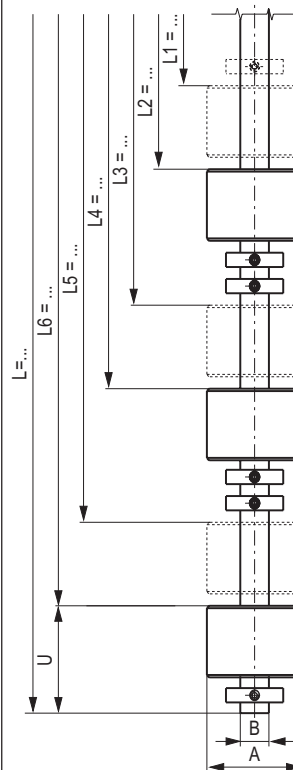 L1 = ...
L2 = ...
L3 = ...
L4 = ...
L5 = ...
L6 = ...
L=...
U
B
A